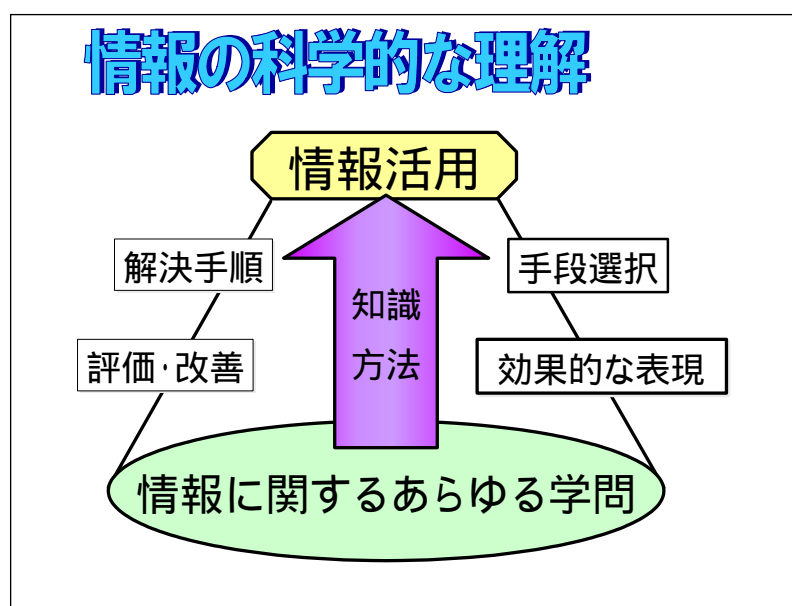 情報の科学的な理解
情報活用
解決手順
手段選択
知識
方法
評価・改善
効果的な表現
情報に関するあらゆる学問